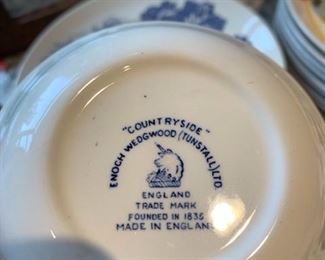 "COUNTRYSIDE"
ENOCH WEDGWOOD (TUNSTALL) LTD.
ENGLAND
TRADE MARK
FOUNDED IN 1835
MADE IN ENGLAND